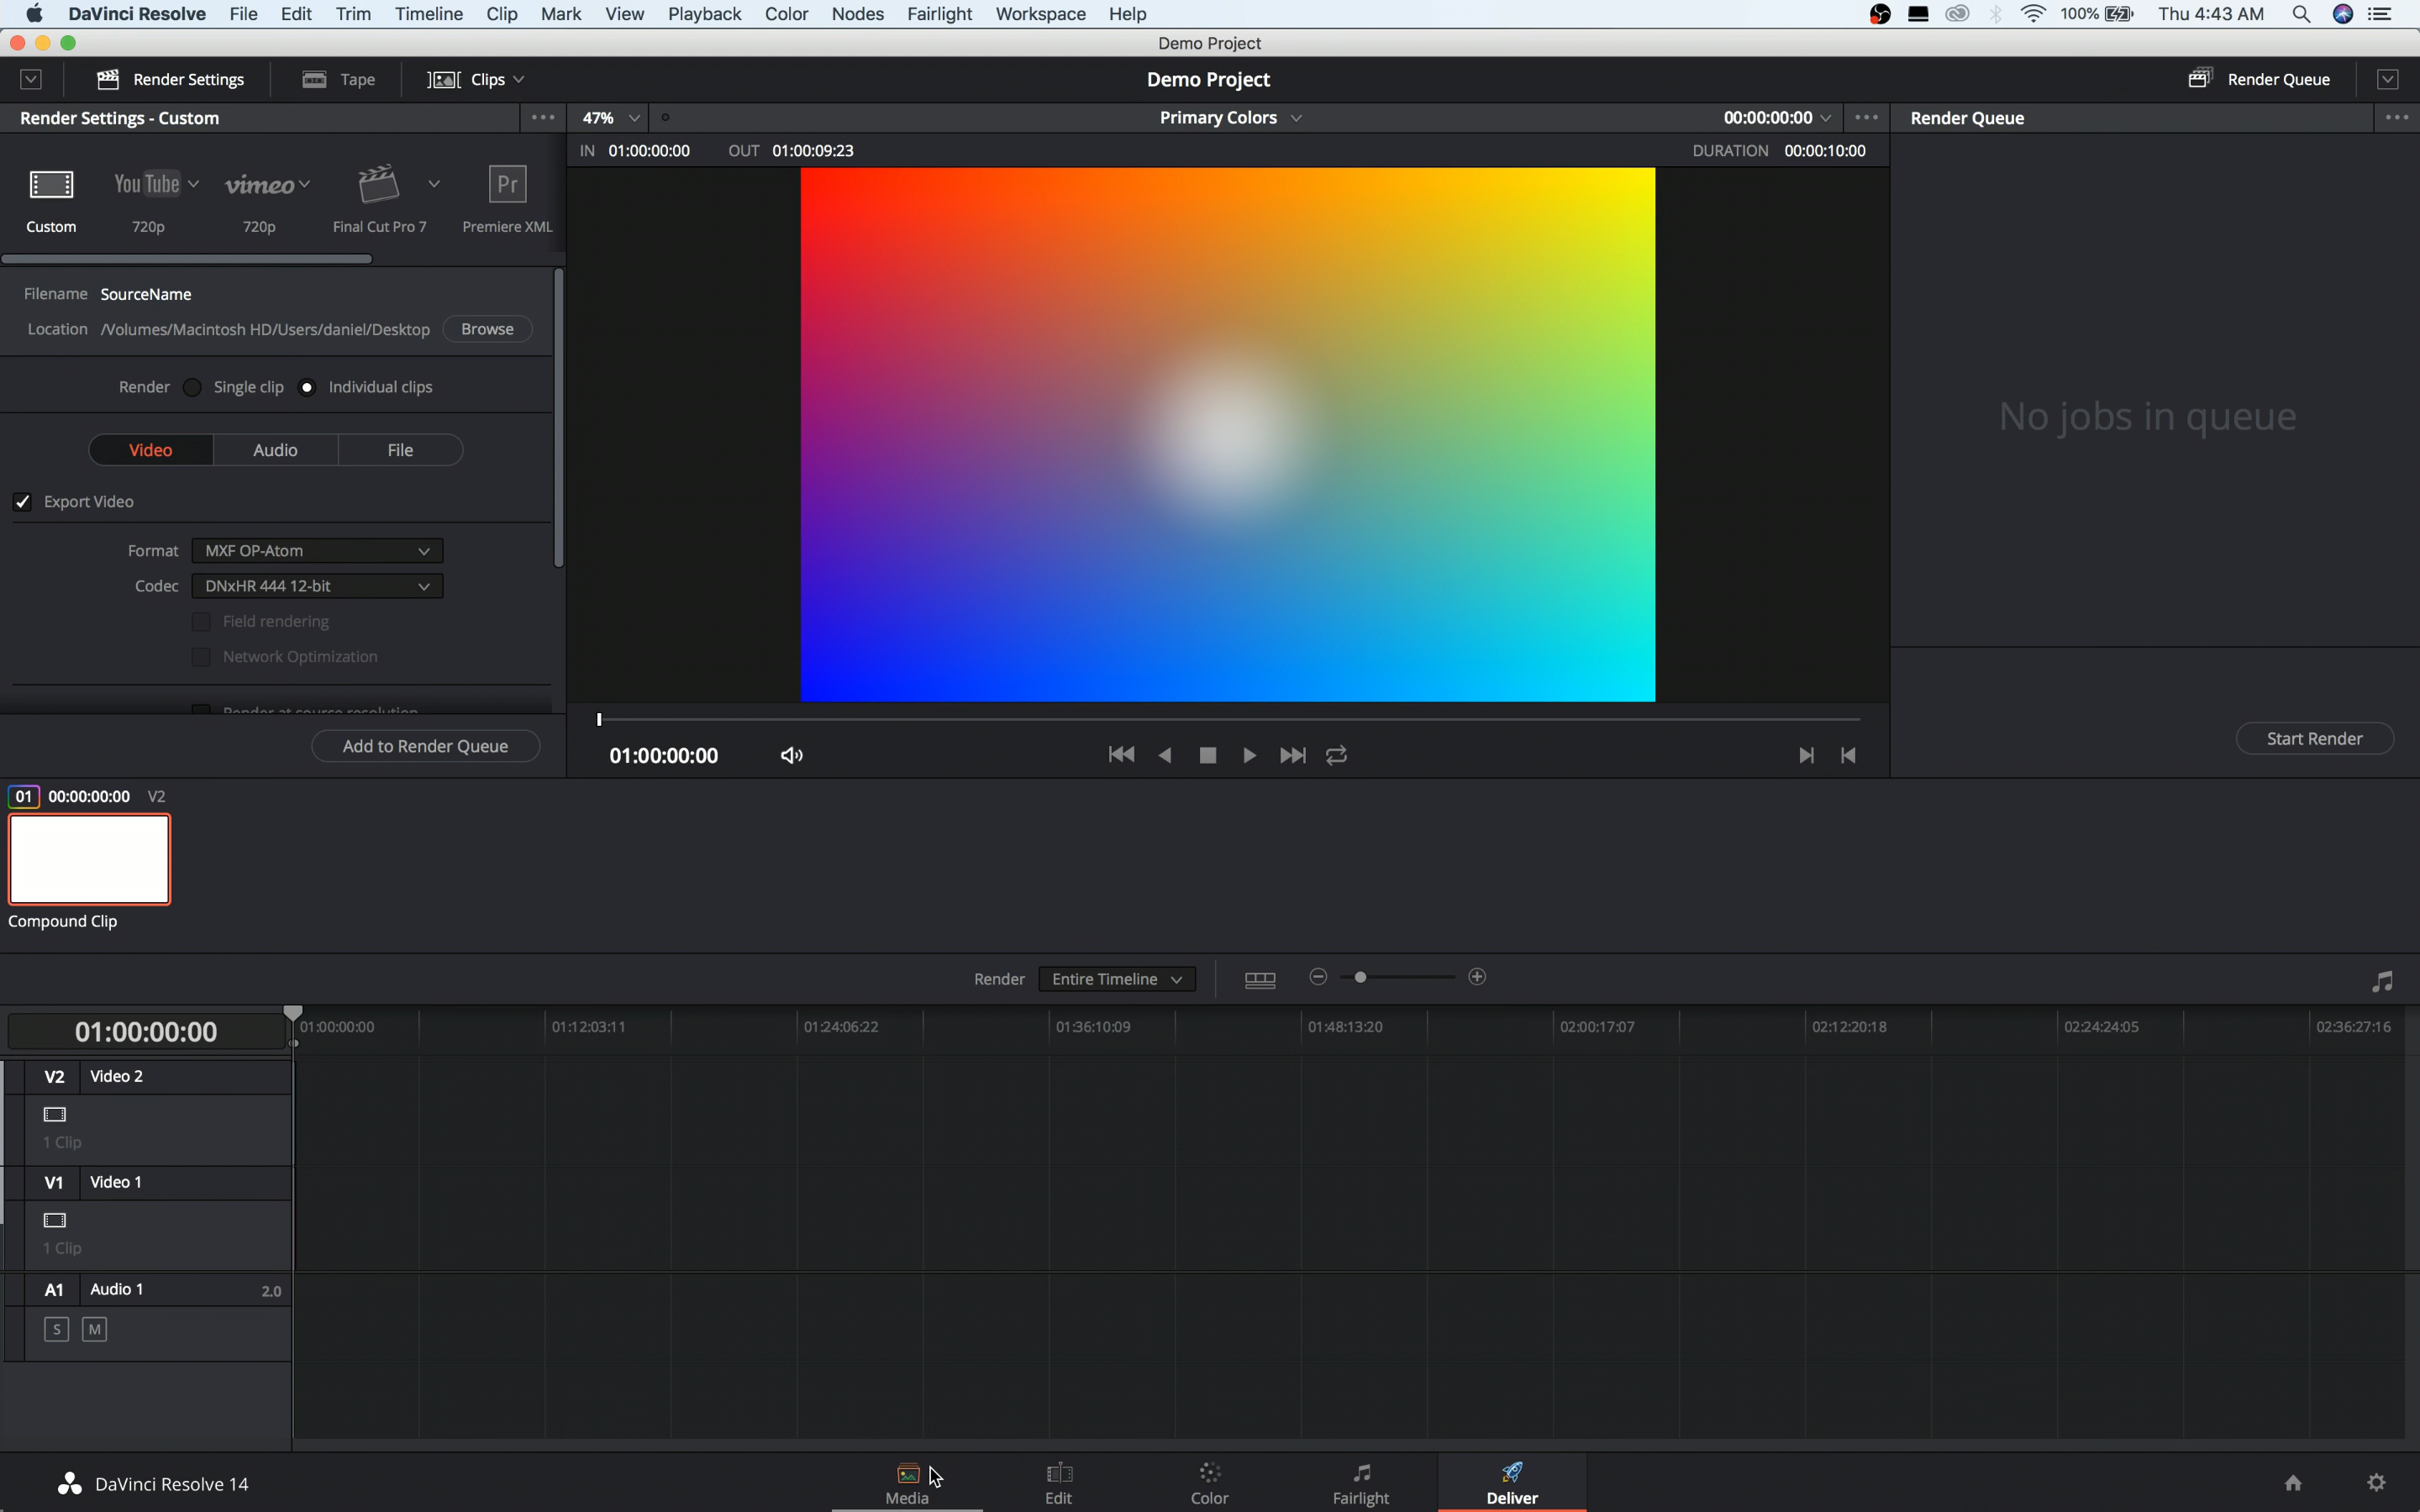 DaVinci Resolve File Edit Trim Timeline Clip Mark View Playback Color Nodes Fairlight Workspace Help 100% Thu 4:43 AM
Demo Project
Render Settings Tape Clips Demo Project Render Queue
Render Settings - Custom 47% Primary Colors 00:00:00:00 Render Queue
IN 01:00:00:00 OUT 01:00:09:23 DURATION 00:00:10:00
You Tube vimeo Pr
Custom 720p 720p Final Cut Pro 7 Premiere XML
Filename SourceName
Location /Volumes/Macintosh HD/Users/daniel/Desktop Browse
Render Single clip Individual clips
Video Audio File
No jobs in queue
Export Video
Format MXF OP-Atom
Codec DNxHR 444 12-bit
Field rendering
Network Optimization
Render at source resolution
Add to Render Queue
01:00:00:00
Start Render
01 00:00:00:00 V2
Compound Clip
Render Entire Timeline
01:00:00:00 01:00:00:00 01:12:03:11 01:24:06:22 01:36:10:09 01:48:13:20 02:00:17:07 02:12:20:18 02:24:24:05 02:36:27:16
V2 Video 2
1 Clip
V1 Video 1
1 Clip
A1 Audio 1 2.0
S M
DaVinci Resolve 14 Media Edit Color Fairlight Deliver